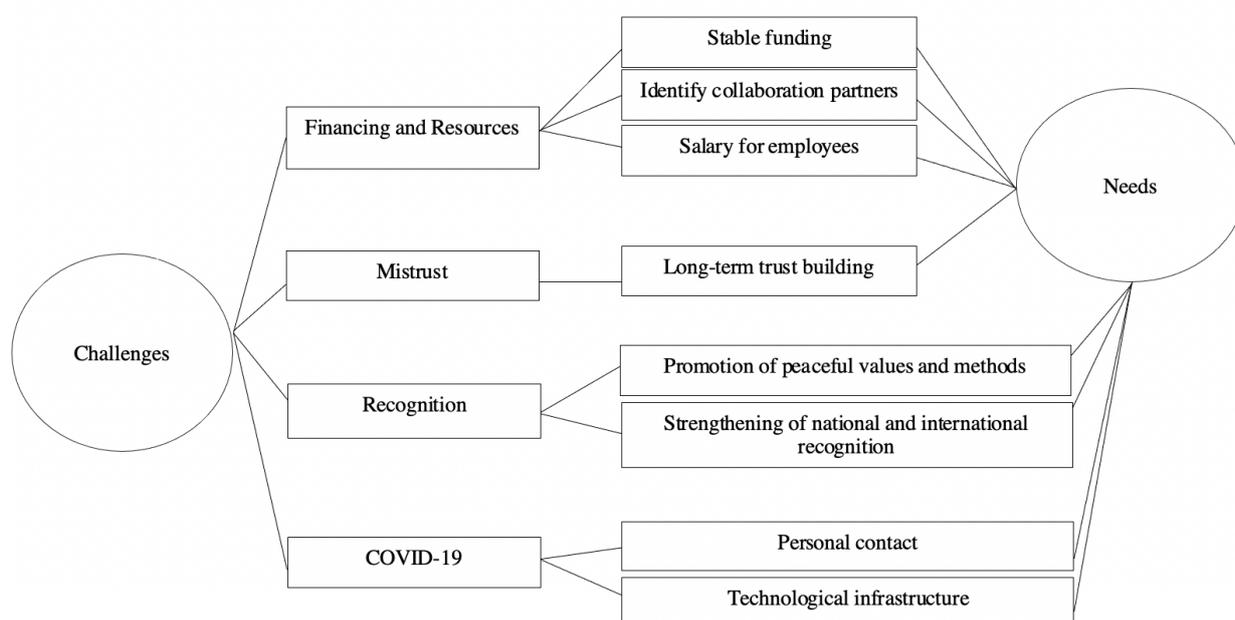 Challenges
Financing and Resources
Stable funding
Identify collaboration partners
Salary for employees
Mistrust
Long-term trust building
Recognition
Promotion of peaceful values and methods
Strengthening of national and international
recognition
COVID-19
Personal contact
Technological infrastructure
Needs